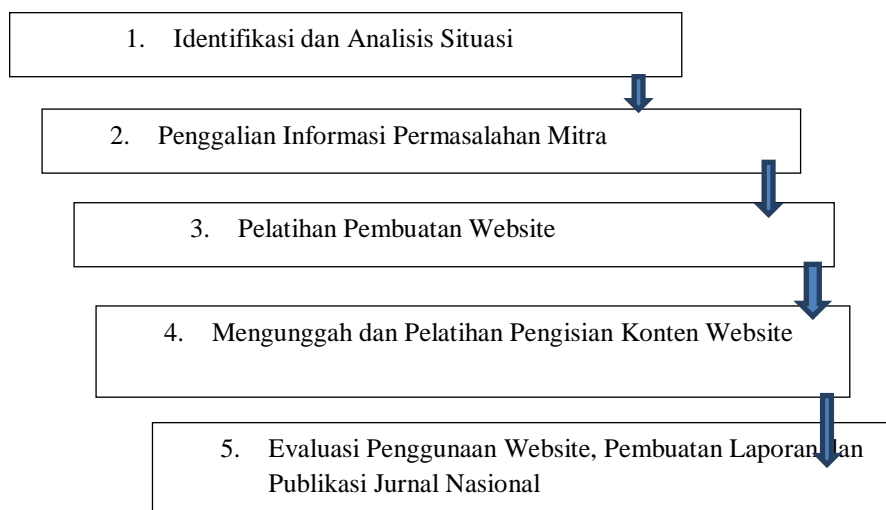 1. Identifikasi dan Analisis Situasi
2. Penggalian Informasi Permasalahan Mitra
3. Pelatihan Pembuatan Website
4. Mengunggah dan Pelatihan Pengisian Konten Website
5. Evaluasi Penggunaan Website, Pembuatan Laporan dan
Publikasi Jurnal Nasional